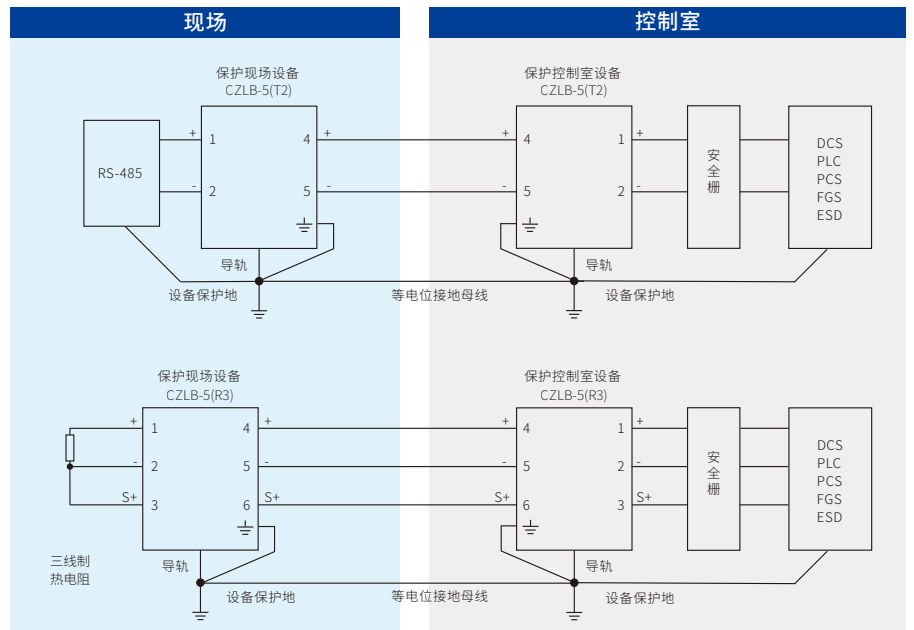 现场
控制室
保护现场设备
CZLB-5(T2)
保护控制室设备
CZLB-5(T2)
RS-485
+ 1 4 +
- 2 5 -
+ 4 1 +
- 5 2 -
安全栅
DCS
PLC
PCS
FGS
ESD
导轨
导轨
设备保护地
等电位接地母线
设备保护地
保护现场设备
CZLB-5(R3)
保护控制室设备
CZLB-5(R3)
+ 1 4 +
- 2 5 -
S+ 3 6 S+
+ 4 1 +
- 5 2 -
S+ 6 3 S+
安全栅
DCS
PLC
PCS
FGS
ESD
三线制
热电阻
导轨
导轨
设备保护地
等电位接地母线
设备保护地